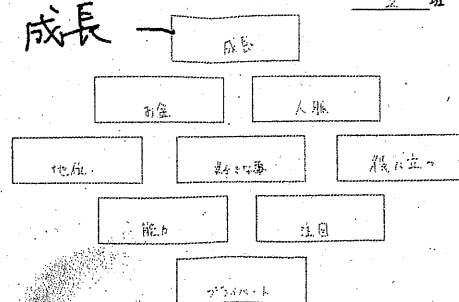 2 班
成長
成長
お金 人脈
地位 好きな事 役に立つ
能力 注目
プライベート